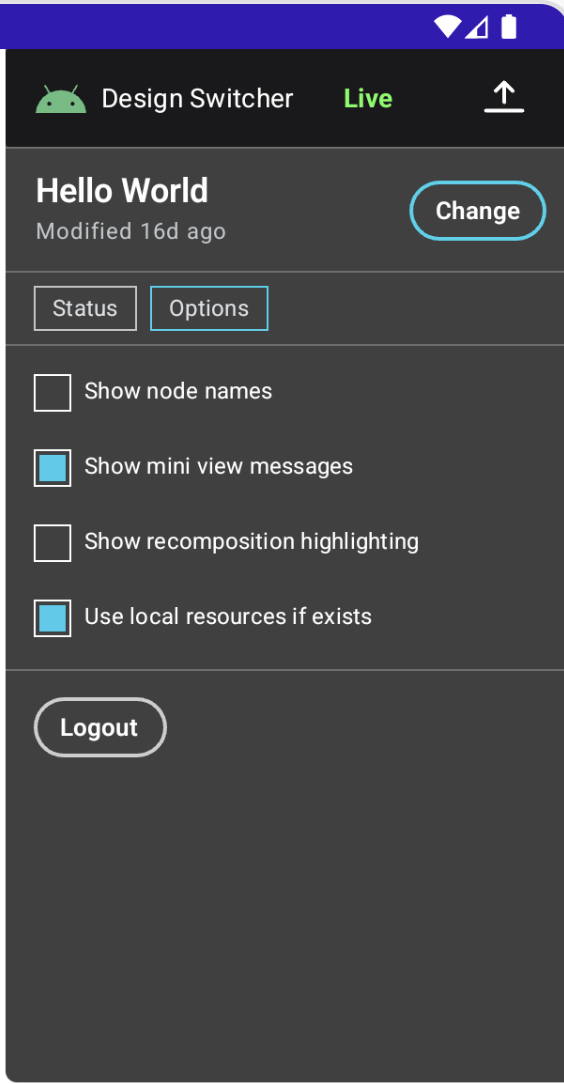 Design Switcher Live
Hello World
Change
Modified 16d ago
Status Options
Show node names
Show mini view messages
Show recomposition highlighting
Use local resources if exists
Logout